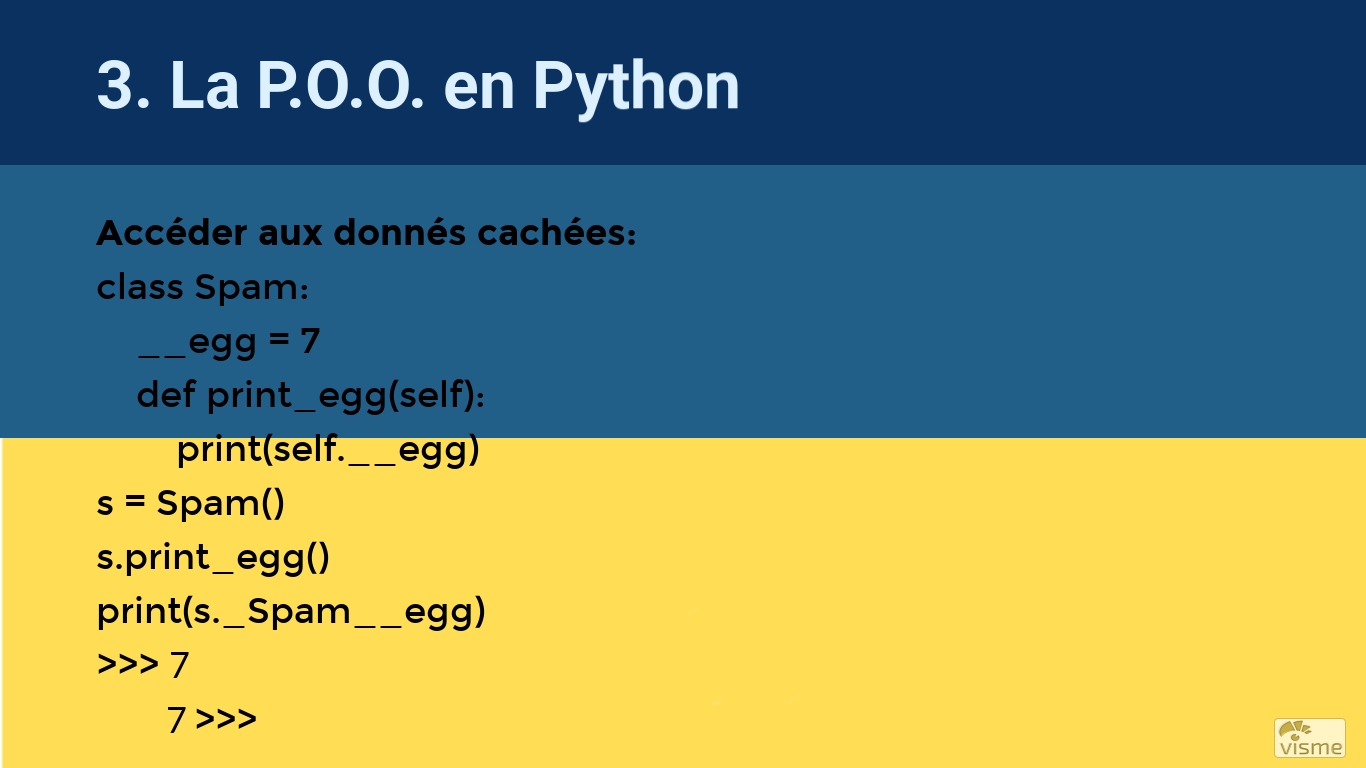 3. La P.O.O. en Python
Accéder aux donnés cachées:
class Spam:
__egg = 7
def print_egg(self):
print(self.__egg)
s = Spam()
s.print_egg()
print(s._Spam__egg)
>>> 7
7 >>>
visme